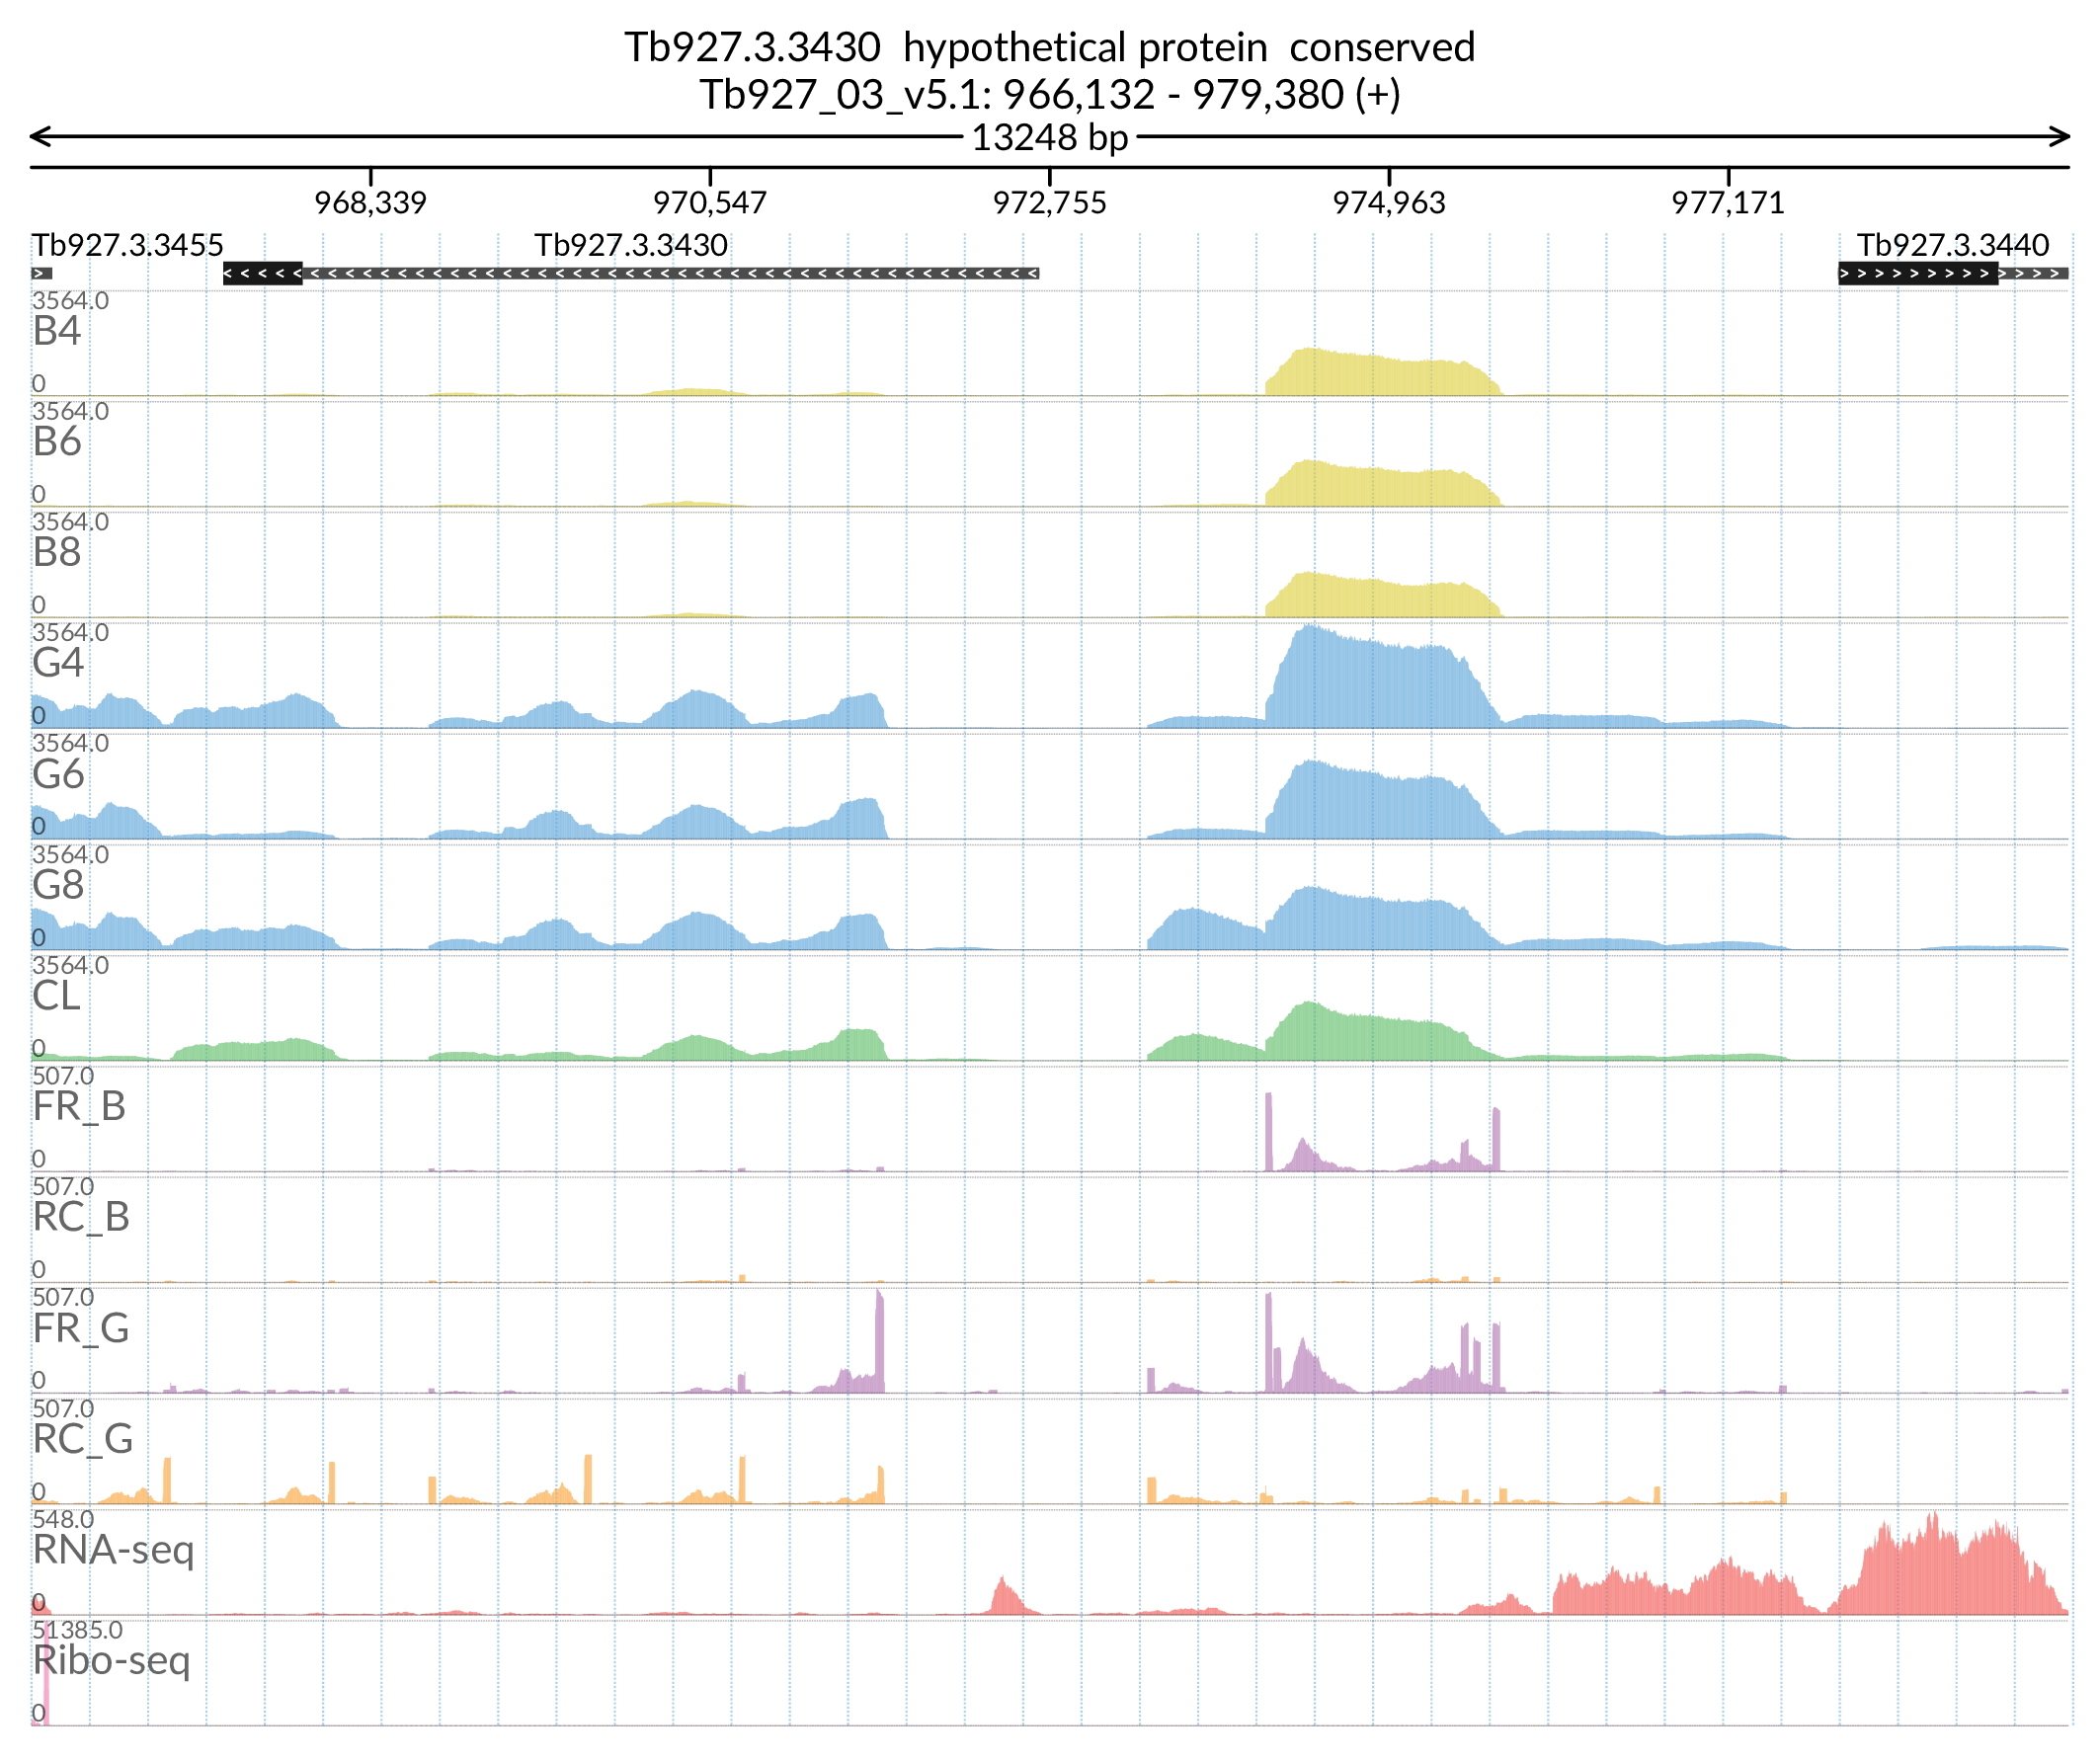 Tb927.3.3430  hypothetical protein  conserved
Tb927_03_v5.1: 966,132 - 979,380 (+)
13248 bp
968,339 970,547 972,755 974,963 977,171
Tb927.3.3455 Tb927.3.3430 Tb927.3.3440
3564.0
B4
0
3564.0
B6
0
3564.0
B8
0
3564.0
G4
0
3564.0
G6
0
3564.0
G8
0
3564.0
CL
0
507.0
FR_B
0
507.0
RC_B
0
507.0
FR_G
0
507.0
RC_G
0
548.0
RNA-seq
0
51385.0
Ribo-seq
0